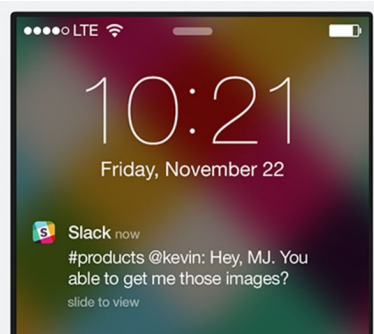 LTE
10:21
Friday, November 22
S
Slack now
#products @kevin: Hey, MJ. You
able to get me those images?
slide to view